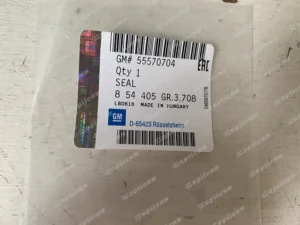 GM# 55570704
EAC
Qty 1
SEAL
8 54 405 GR.3.708
LB0616 MADE IN HUNGARY
GM
D-65423 Rüsselsheim